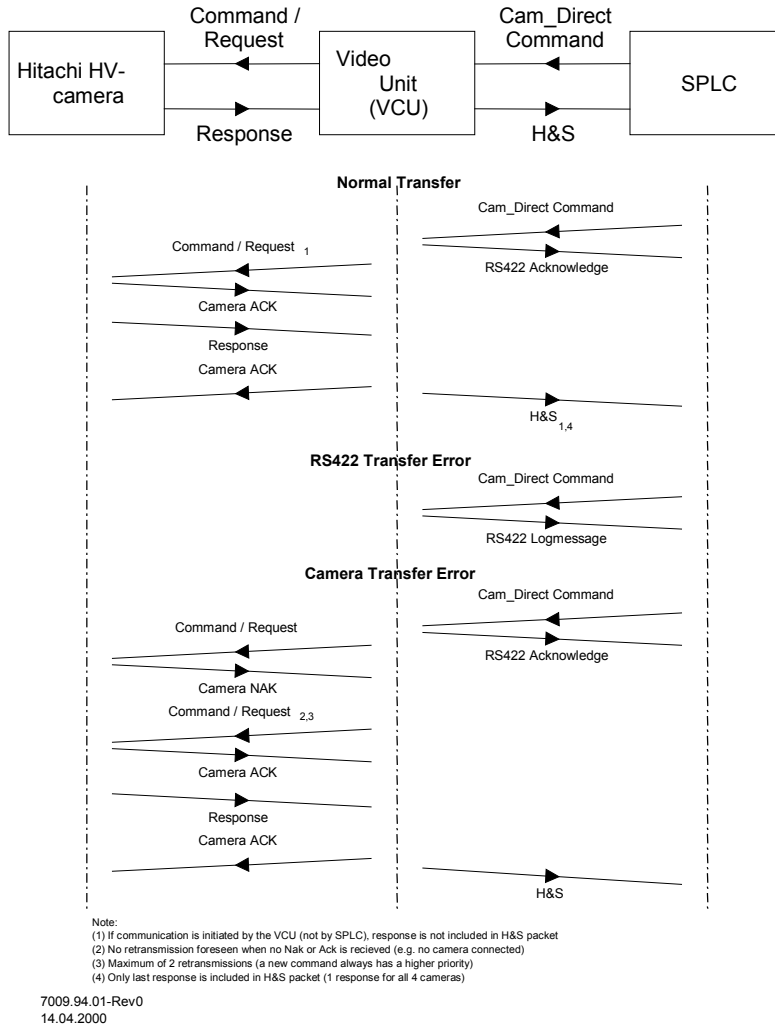 Command /
Request
Cam_Direct
Command
Hitachi HV-
camera
Video
Unit
(VCU)
SPLC
Response
H&S
Normal Transfer
Cam_Direct Command
Command / Request 1
RS422 Acknowledge
Camera ACK
Response
Camera ACK
H&S 1,4
RS422 Transfer Error
Cam_Direct Command
RS422 Logmessage
Camera Transfer Error
Cam_Direct Command
Command / Request
RS422 Acknowledge
Camera NAK
Command / Request 2,3
Camera ACK
Response
Camera ACK
H&S
Note:
(1) If communication is initiated by the VCU (not by SPLC), response is not included in H&S packet
(2) No retransmission foreseen when no Nak or Ack is recieved (e.g. no camera connected)
(3) Maximum of 2 retransmissions (a new command always has a higher priority)
(4) Only last response is included in H&S packet (1 response for all 4 cameras)
7009.94.01-Rev0
14.04.2000